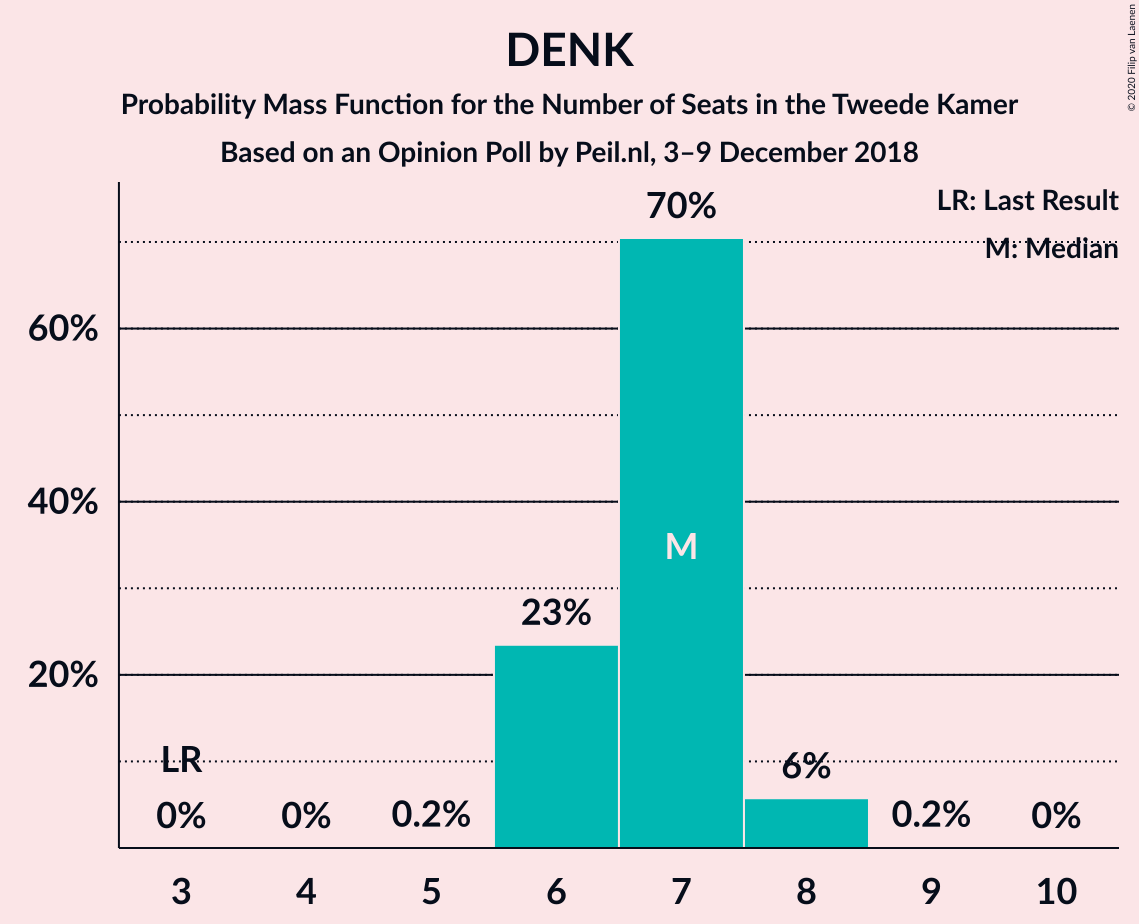 DENK
Probability Mass Function for the Number of Seats in the Tweede Kamer
Based on an Opinion Poll by Peil.nl, 3–9 December 2018
© 2020 Filip van Laenen
LR: Last Result
M: Median
70%
60%
40%
20%
M
23%
LR
0%
0%
0.2%
6%
0.2%
0%
3
4
5
6
7
8
9
10